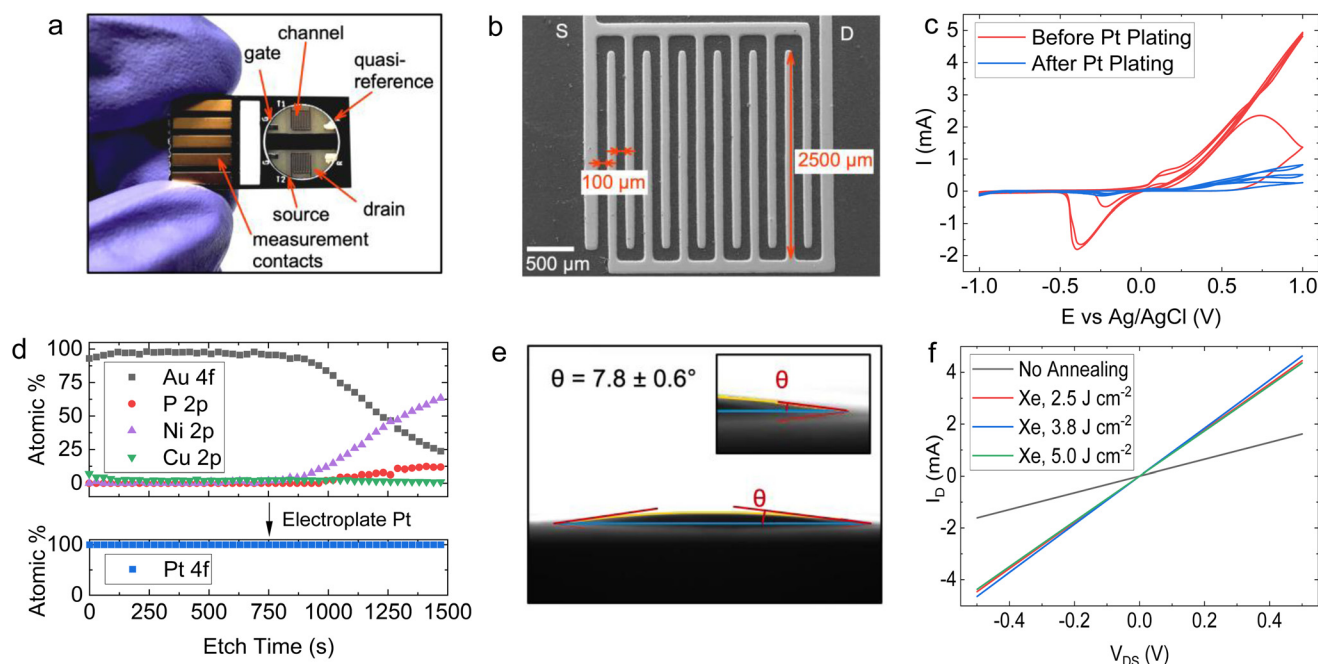 a
channel
gate
quasi-
reference
T1
T2
source
drain
measurement
contacts
b
S
D
100 µm
2500 µm
500 µm
c
Before Pt Plating
After Pt Plating
5
4
3
2
1
0
-1
-2
I (mA)
-1.0
-0.5
0.0
0.5
1.0
E vs Ag/AgCl (V)
d
100
75
50
25
0
Atomic %
Au 4f
P 2p
Ni 2p
Cu 2p
Electroplate Pt
100
50
0
Atomic %
Pt 4f
0
250
500
750
1000
1250
1500
Etch Time (s)
e
θ = 7.8 ± 0.6°
θ
θ
f
No Annealing
Xe, 2.5 J cm-2
Xe, 3.8 J cm-2
Xe, 5.0 J cm-2
4
2
0
-2
-4
ID (mA)
-0.4
-0.2
0.0
0.2
0.4
VDS (V)